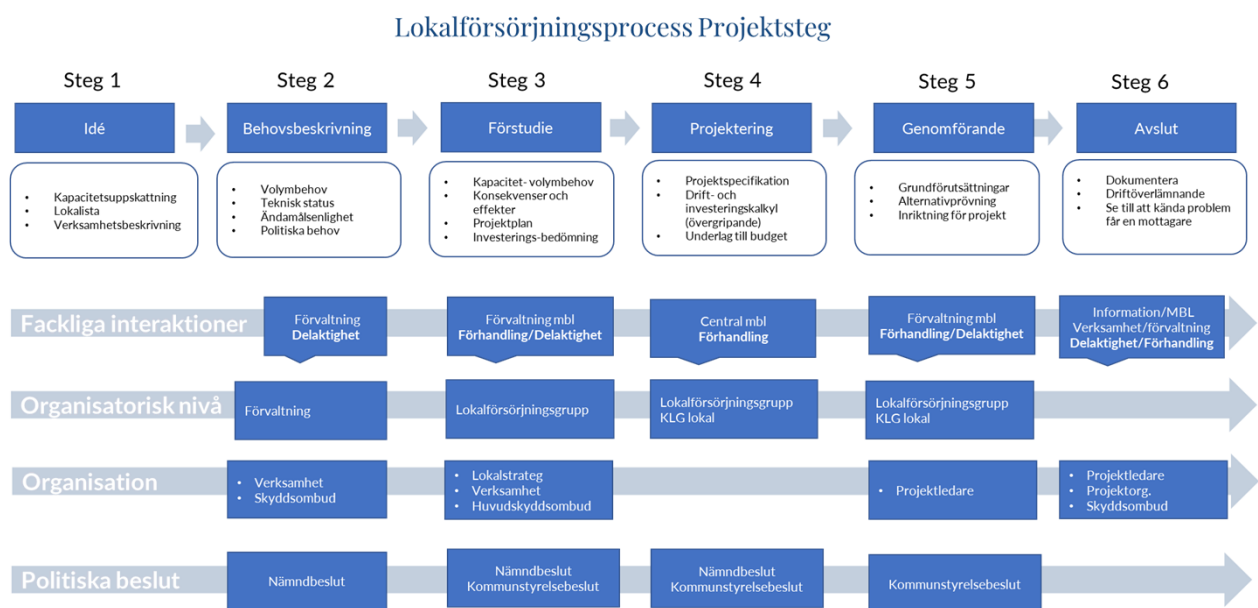 Lokalförsörjningsprocess Projektsteg
Steg 1
Steg 2
Steg 3
Steg 4
Steg 5
Steg 6
Idé
Behovsbeskrivning
Förstudie
Projektering
Genomförande
Avslut
• Kapacitetsuppskattning
• Lokalista
• Verksamhetsbeskrivning
• Volymbehov
• Teknisk status
• Ändamålsenlighet
• Politiska behov
• Kapacitet- volymbehov
• Konsekvenser och
effekter
• Projektplan
• Investerings-bedömning
• Projektspecifikation
• Drift- och
investeringskalkyl
(övergripande)
• Underlag till budget
• Grundförutsättningar
• Alternativprövning
• Inriktning för projekt
• Dokumentera
• Driftöverlämnande
• Se till att kända problem
får en mottagare
Fackliga interaktioner
Förvaltning
Delaktighet
Förvaltning mbl
Förhandling/Delaktighet
Central mbl
Förhandling
Förvaltning mbl
Förhandling/Delaktighet
Information/MBL
Verksamhet/förvaltning
Delaktighet/Förhandling
Organisatorisk nivå
Förvaltning
Lokalförsörjningsgrupp
Lokalförsörjningsgrupp
KLG lokal
Lokalförsörjningsgrupp
KLG lokal
Organisation
• Verksamhet
• Skyddsombud
• Lokalstrateg
• Verksamhet
• Huvudskyddsombud
• Projektledare
• Projektledare
• Projektorg.
• Skyddsombud
Politiska beslut
Nämndbeslut
Nämndbeslut
Kommunstyrelsebeslut
Nämndbeslut
Kommunstyrelsebeslut
Kommunstyrelsebeslut